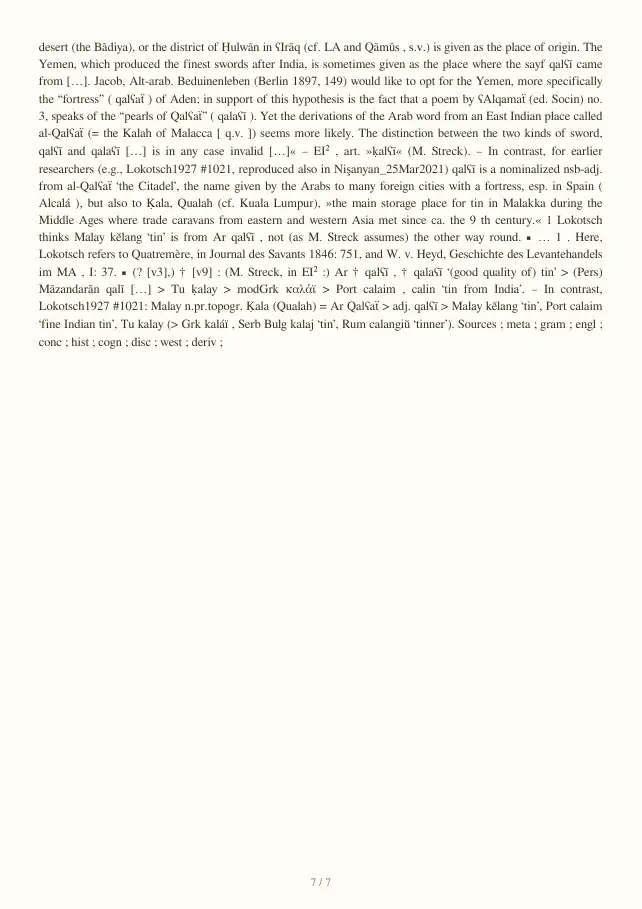 desert (the Bādiya), or the district of Ḥulwān in ʕIrāq (cf. LA and Qāmūs , s.v.) is given as the place of origin. The
Yemen, which produced the finest swords after India, is sometimes given as the place where the sayf qalʕī came
from […]. Jacob, Alt-arab. Beduinenleben (Berlin 1897, 149) would like to opt for the Yemen, more specifically
the “fortress” ( qalʕaẗ ) of Aden; in support of this hypothesis is the fact that a poem by ʕAlqamaẗ (ed. Socin) no.
3, speaks of the “pearls of Qalʕaẗ” ( qalaʕī ). Yet the derivations of the Arab word from an East Indian place called
al-Qalʕaẗ (= the Kalah of Malacca [ q.v. ]) seems more likely. The distinction between the two kinds of sword,
qalʕī and qalaʕī […] is in any case invalid […]« – EI² , art. »ḳalʕī« (M. Streck). – In contrast, for earlier
researchers (e.g., Lokotsch1927 #1021, reproduced also in Nişanyan_25Mar2021) qalʕī is a nominalized nsb-adj.
from al-Qalʕaẗ ‘the Citadel’, the name given by the Arabs to many foreign cities with a fortress, esp. in Spain (
Alcalá ), but also to Ḳala, Qualah (cf. Kuala Lumpur), »the main storage place for tin in Malakka during the
Middle Ages where trade caravans from eastern and western Asia met since ca. the 9 th century.« 1 Lokotsch
thinks Malay kĕlang ‘tin’ is from Ar qalʕī , not (as M. Streck assumes) the other way round. ▪ … 1 . Here,
Lokotsch refers to Quatremère, in Journal des Savants 1846: 751, and W. v. Heyd, Geschichte des Levantehandels
im MA , I: 37. ▪ (? [v3],) † [v9] : (M. Streck, in EI² :) Ar † qalʕī , † qalaʕī ‘(good quality of) tin’ > (Pers)
Māzandarān qalī […] > Tu ḳalay > modGrk καλάϊ > Port calaim , calin ‘tin from India’. – In contrast,
Lokotsch1927 #1021: Malay n.pr.topogr. Ḳala (Qualah) = Ar Qalʕaẗ > adj. qalʕī > Malay kĕlang ‘tin’, Port calaim
‘fine Indian tin’, Tu kalay (> Grk kaláï , Serb Bulg kalaj ‘tin’, Rum calangiŭ ‘tinner’). Sources ; meta ; gram ; engl ;
conc ; hist ; cogn ; disc ; west ; deriv ;
7 / 7